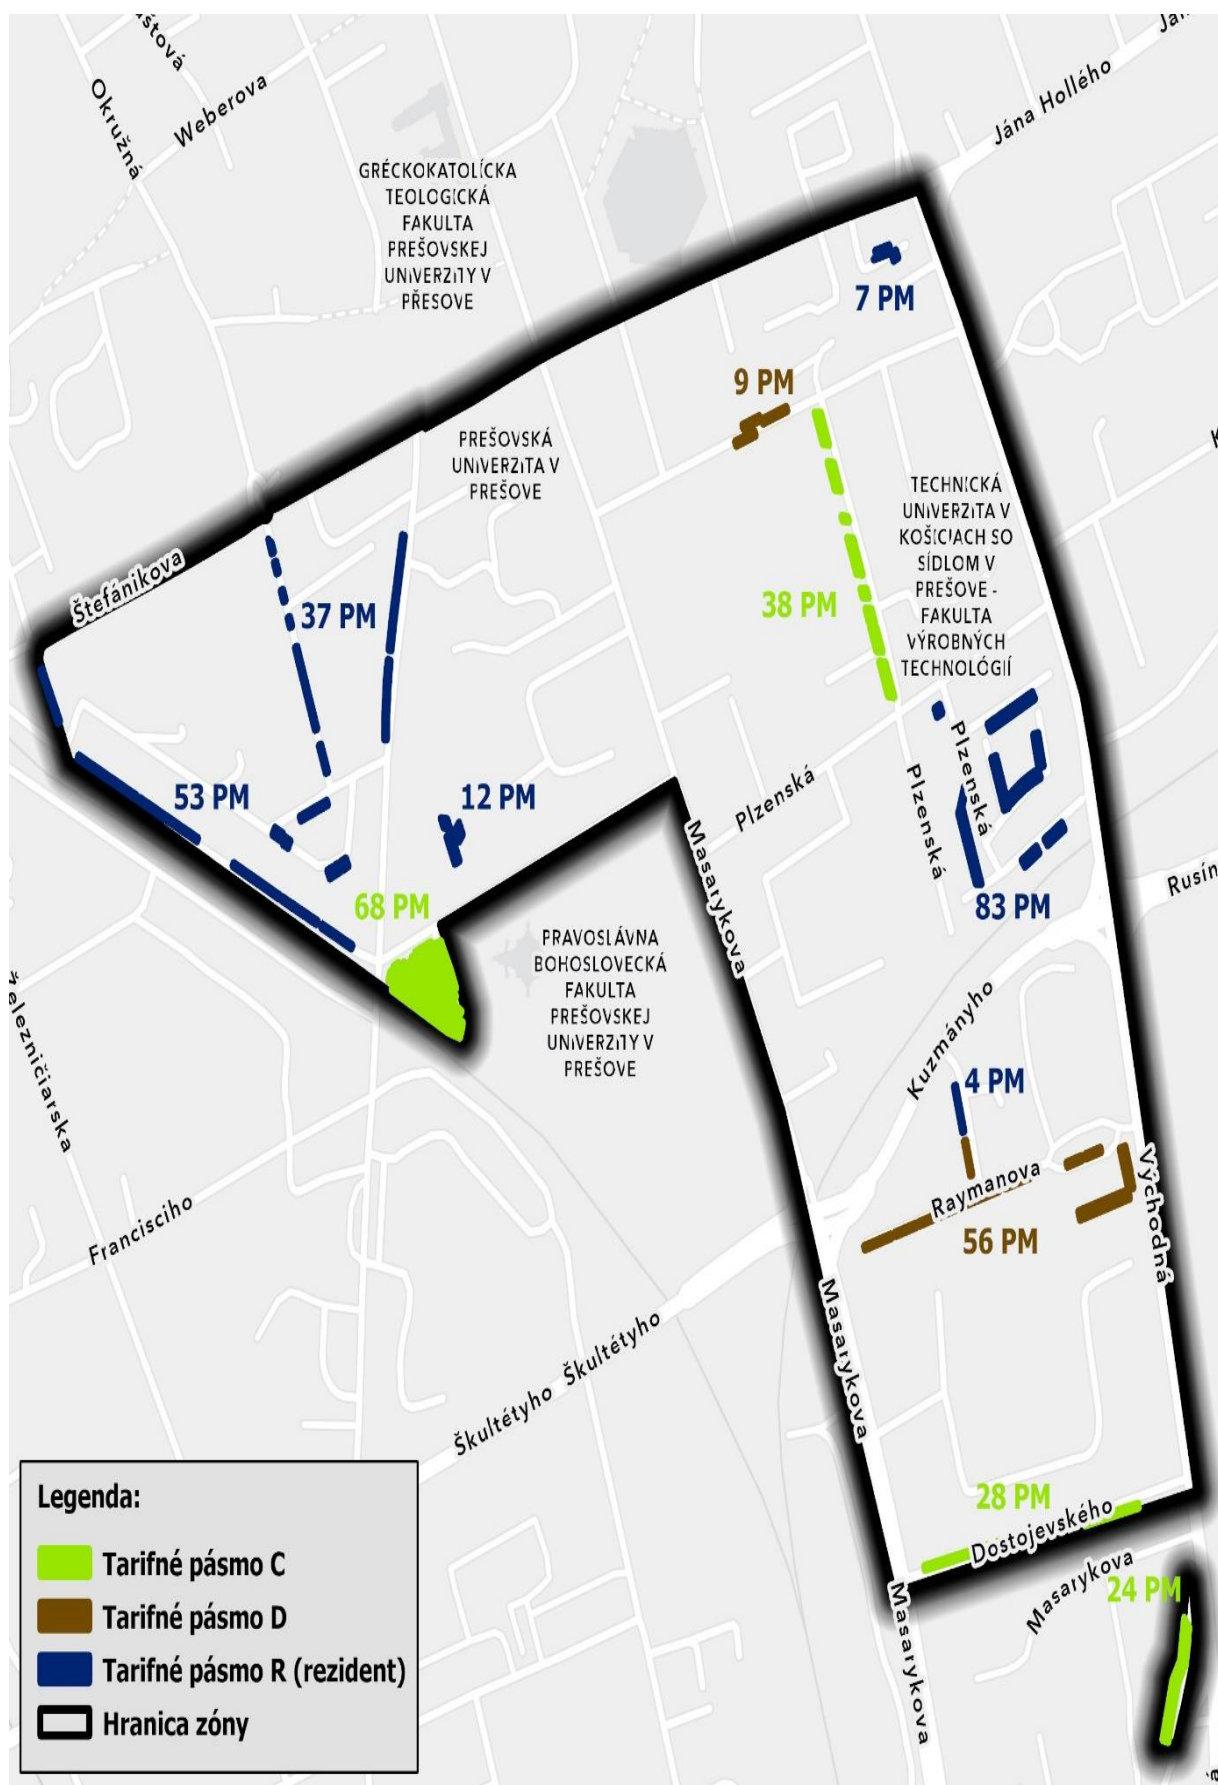 Okružná
Weberova
Jána Hollého
GRÉCKOKATOLÍCKA
TEOLOGICKÁ
FAKULTA
PREŠOVSKEJ
UNIVERZITY V
PŘESOVE
7 PM
9 PM
PREŠOVSKÁ
UNIVERZITA V
PREŠOVE
TECHNICKÁ
UNIVERZITA V
KOŠICIACH SO
SÍDLOM V
PREŠOVE -
FAKULTA
VÝROBNÝCH
TECHNOLÓGIÍ
Štefánikova
37 PM
38 PM
53 PM
12 PM
Plzenská
Plzenská
Plzenská
Masarykova
83 PM
Rusín
68 PM
PRAVOSLÁVNA
BOHOSLOVECKÁ
FAKULTA
PREŠOVSKEJ
UNIVERZITY V
PREŠOVE
Železničiarska
Kuzmányho
4 PM
Raymanova
56 PM
Východná
Francisciho
Masarykova
Škultétyho
Škultétyho
28 PM
Dostojevského
Masarykova
24 PM
Masarykova
Legenda:
Tarifné pásmo C
Tarifné pásmo D
Tarifné pásmo R (rezident)
Hranica zóny